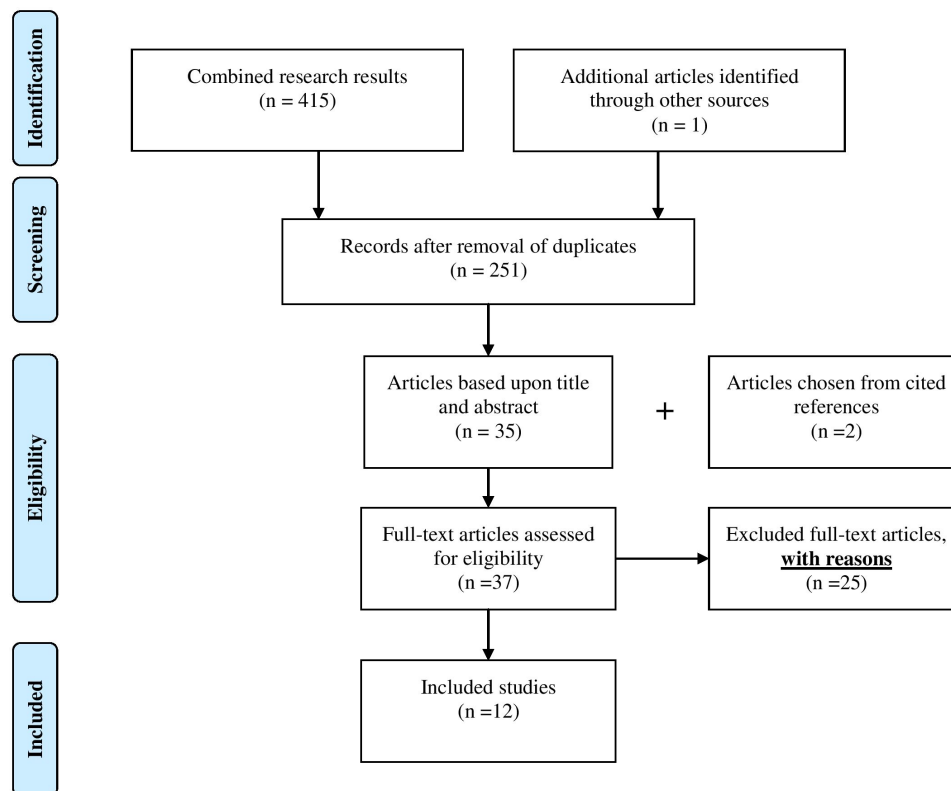 Identification
Combined research results
(n = 415)
Additional articles identified
through other sources
(n = 1)
Screening
Records after removal of duplicates
(n = 251)
Eligibility
Articles based upon title
and abstract
(n = 35)
+
Articles chosen from cited
references
(n =2)
Full-text articles assessed
for eligibility
(n =37)
Excluded full-text articles,
with reasons
(n =25)
Included
Included studies
(n =12)